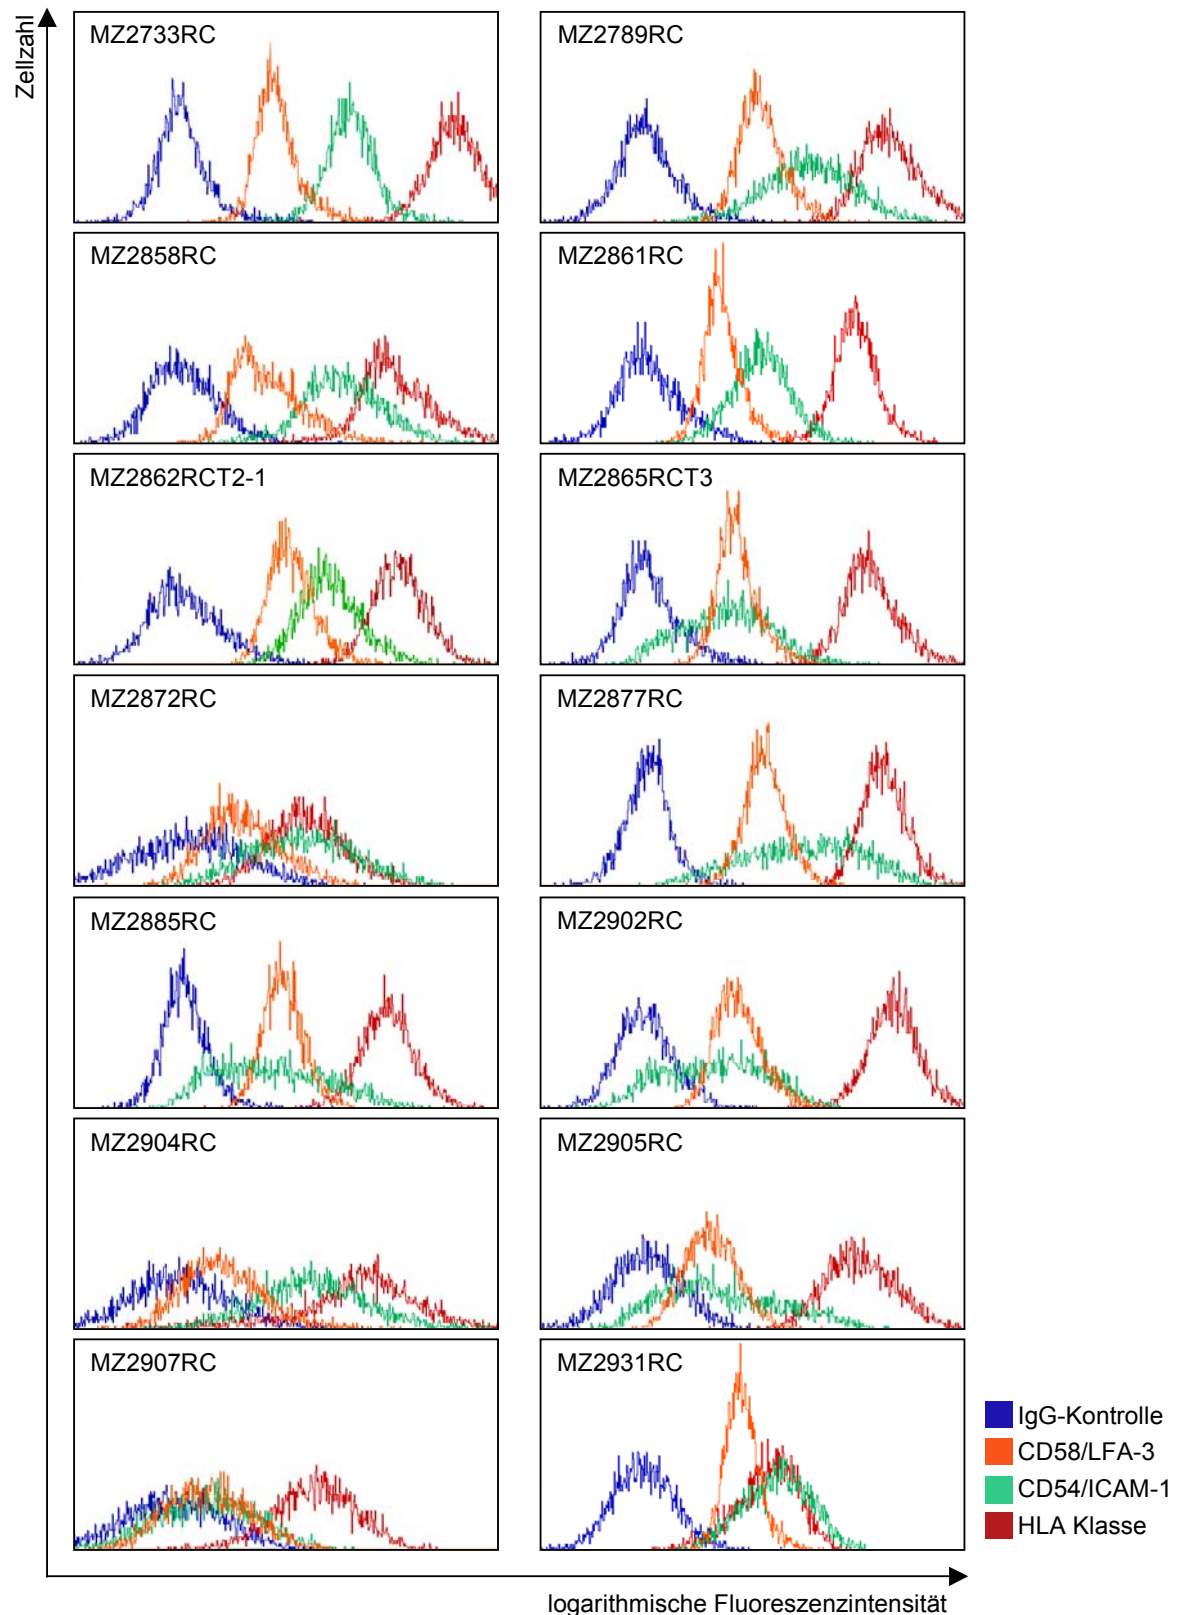 Zellzahl
MZ2733RC
MZ2789RC
MZ2858RC
MZ2861RC
MZ2862RCT2-1
MZ2865RCT3
MZ2872RC
MZ2877RC
MZ2885RC
MZ2902RC
MZ2904RC
MZ2905RC
MZ2907RC
MZ2931RC
IgG-Kontrolle
CD58/LFA-3
CD54/ICAM-1
HLA Klasse
logarithmische Fluoreszenzintensität